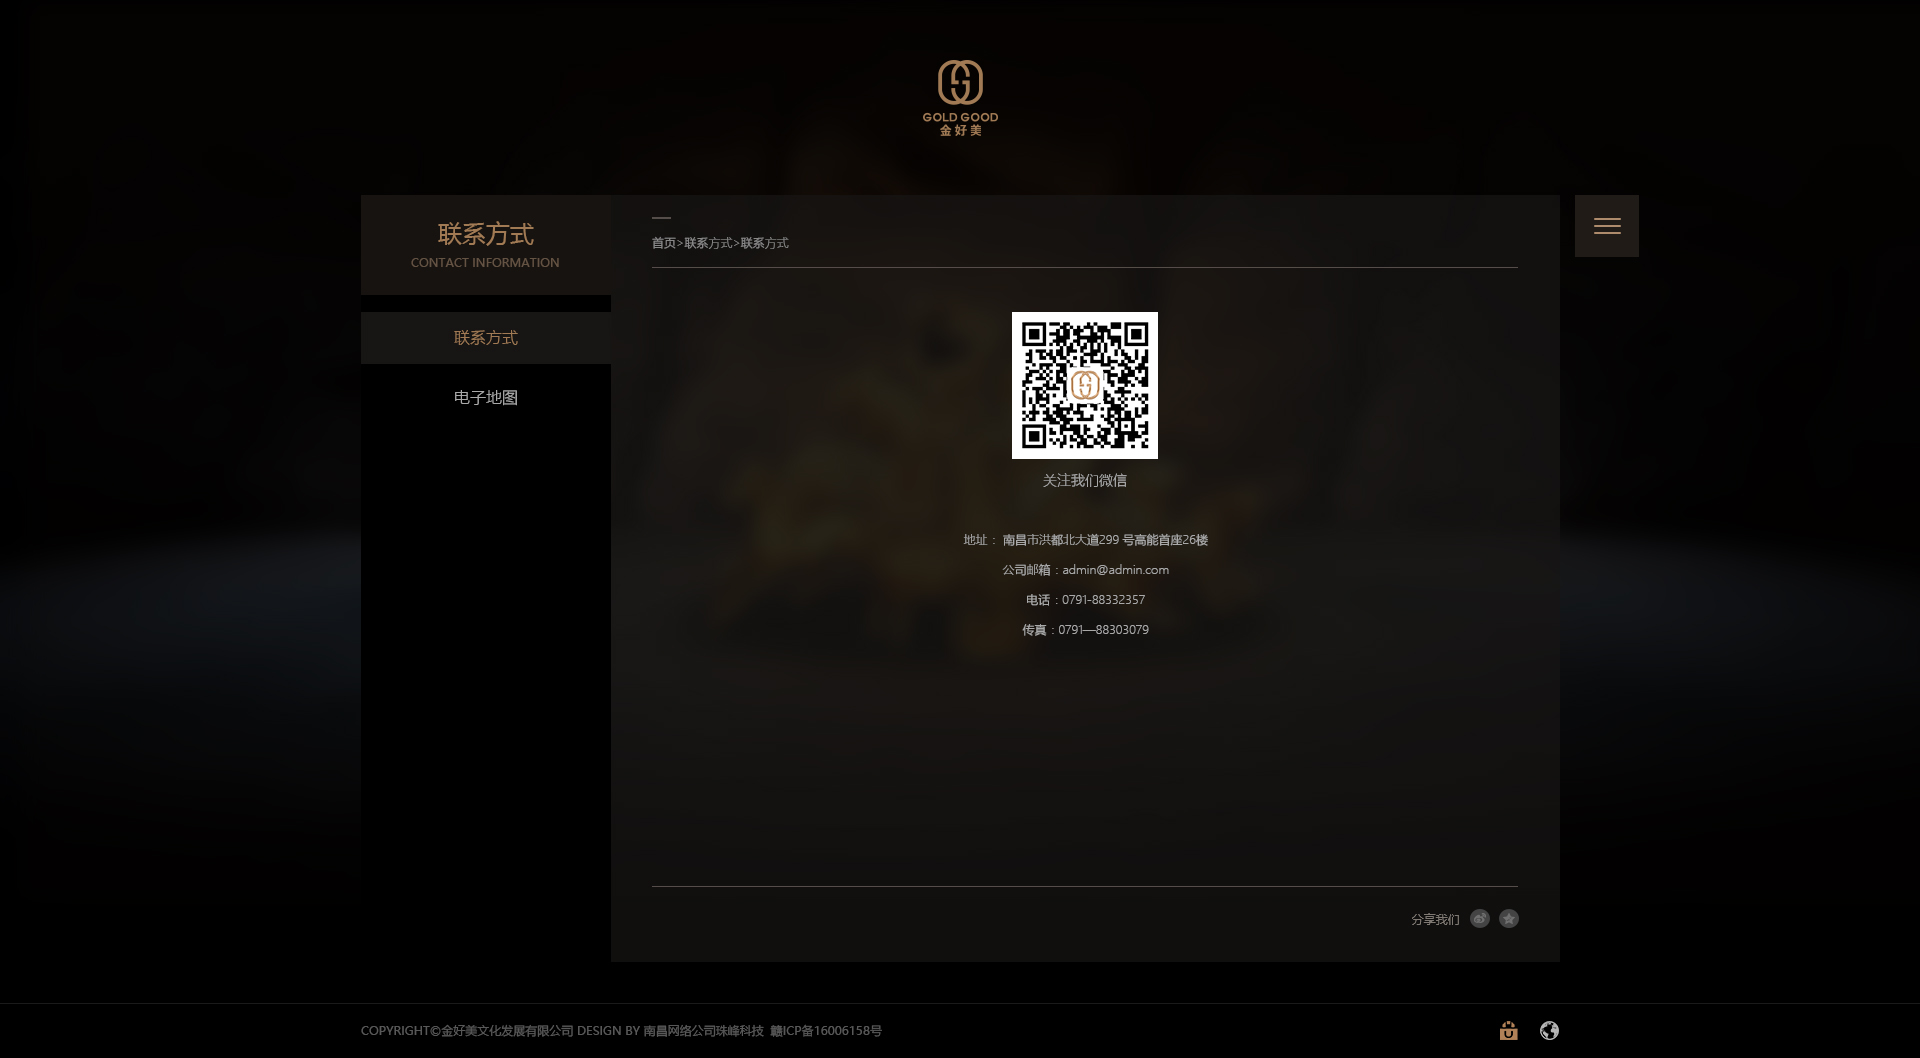 GOLD GOOD
金好美
联系方式
CONTACT INFORMATION
联系方式
电子地图
首页>联系方式>联系方式
关注我们微信
地址： 南昌市洪都北大道299 号高能首座26楼
公司邮箱：admin@admin.com
电话：0791-88332357
传真：0791—88303079
分享我们
COPYRIGHT©金好美文化发展有限公司 DESIGN BY 南昌网络公司珠峰科技 赣ICP备16006158号